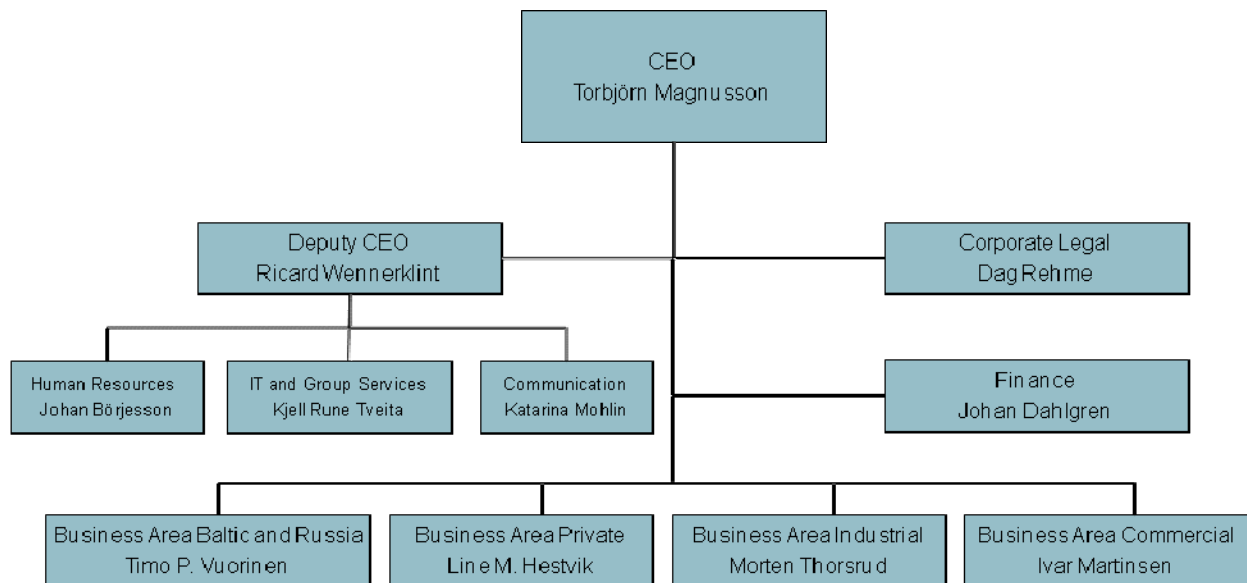 CEO
Torbjörn Magnusson
Deputy CEO
Ricard Wennerklint
Corporate Legal
Dag Rehme
Human Resources
Johan Börjesson
IT and Group Services
Kjell Rune Tveita
Communication
Katarina Mohlin
Finance
Johan Dahlgren
Business Area Baltic and Russia
Timo P. Vuorinen
Business Area Private
Line M. Hestvik
Business Area Industrial
Morten Thorsrud
Business Area Commercial
Ivar Martinsen